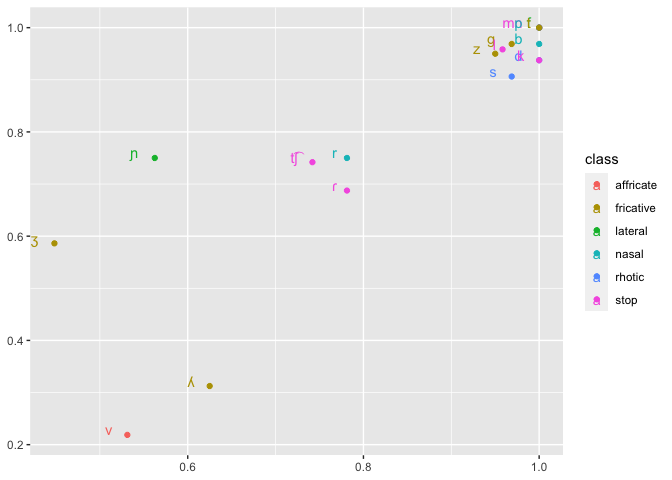 1.0
0.8
0.6
0.4
0.2
m
f
b
g
z
k
s
ɲ
t͡ʃ
r
ɾ
ʒ
ʎ
v
0.6
0.8
1.0
class
affricate
fricative
lateral
nasal
rhotic
stop